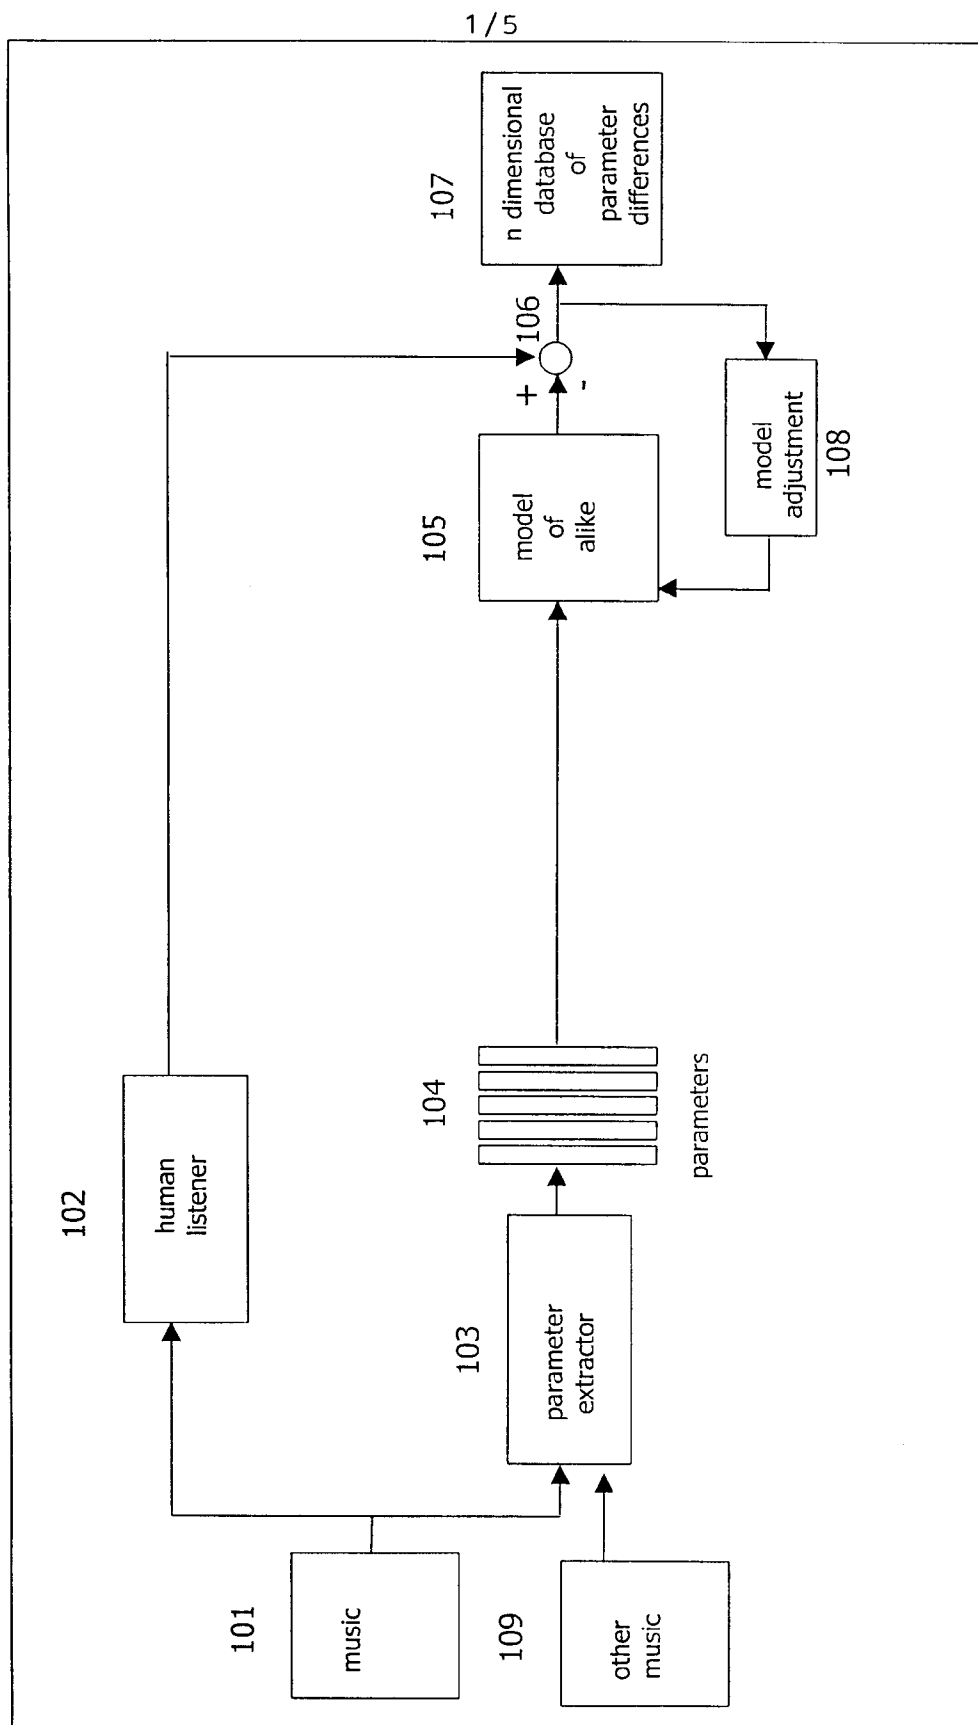 1/5
101
music
102
human
listener
109
other
music
103
parameter
extractor
104
parameters
105
model
of
alike
+
-
106
107
n dimensional
database
of
parameter
differences
model
adjustment
108